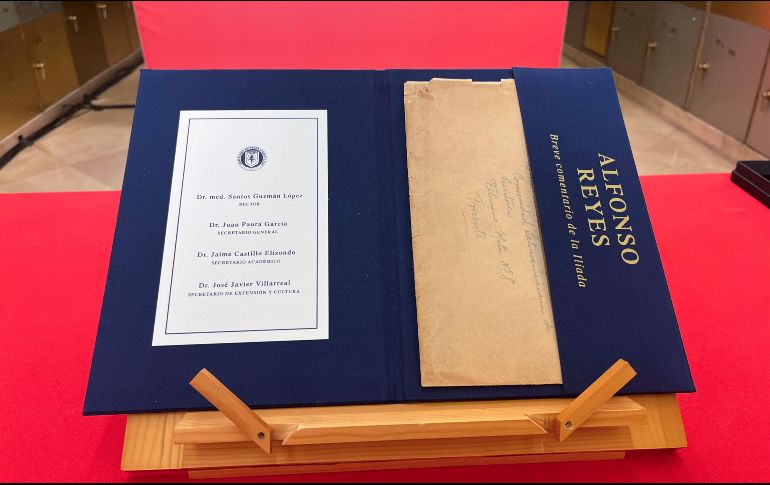 Dr. med. Santos Guzmán López
RECTOR
Dr. Juan Paura García
SECRETARIO GENERAL
Dr. Jaime Castillo Elizondo
SECRETARIO ACADÉMICO
Dr. José Javier Villarreal
SECRETARIO DE EXTENSIÓN Y CULTURA
ALFONSO
REYES
Breve comentario de la Ilíada